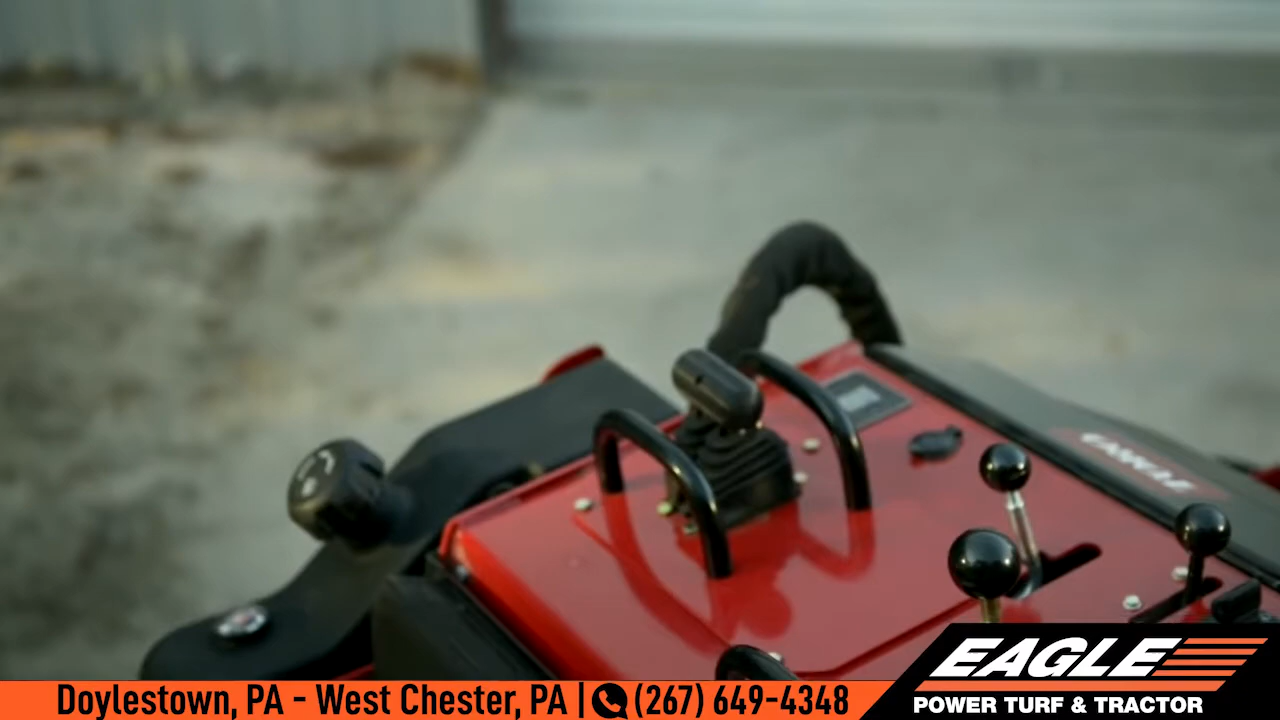 EAGLE
POWER TURF & TRACTOR
Doylestown, PA - West Chester, PA | (267) 649-4348